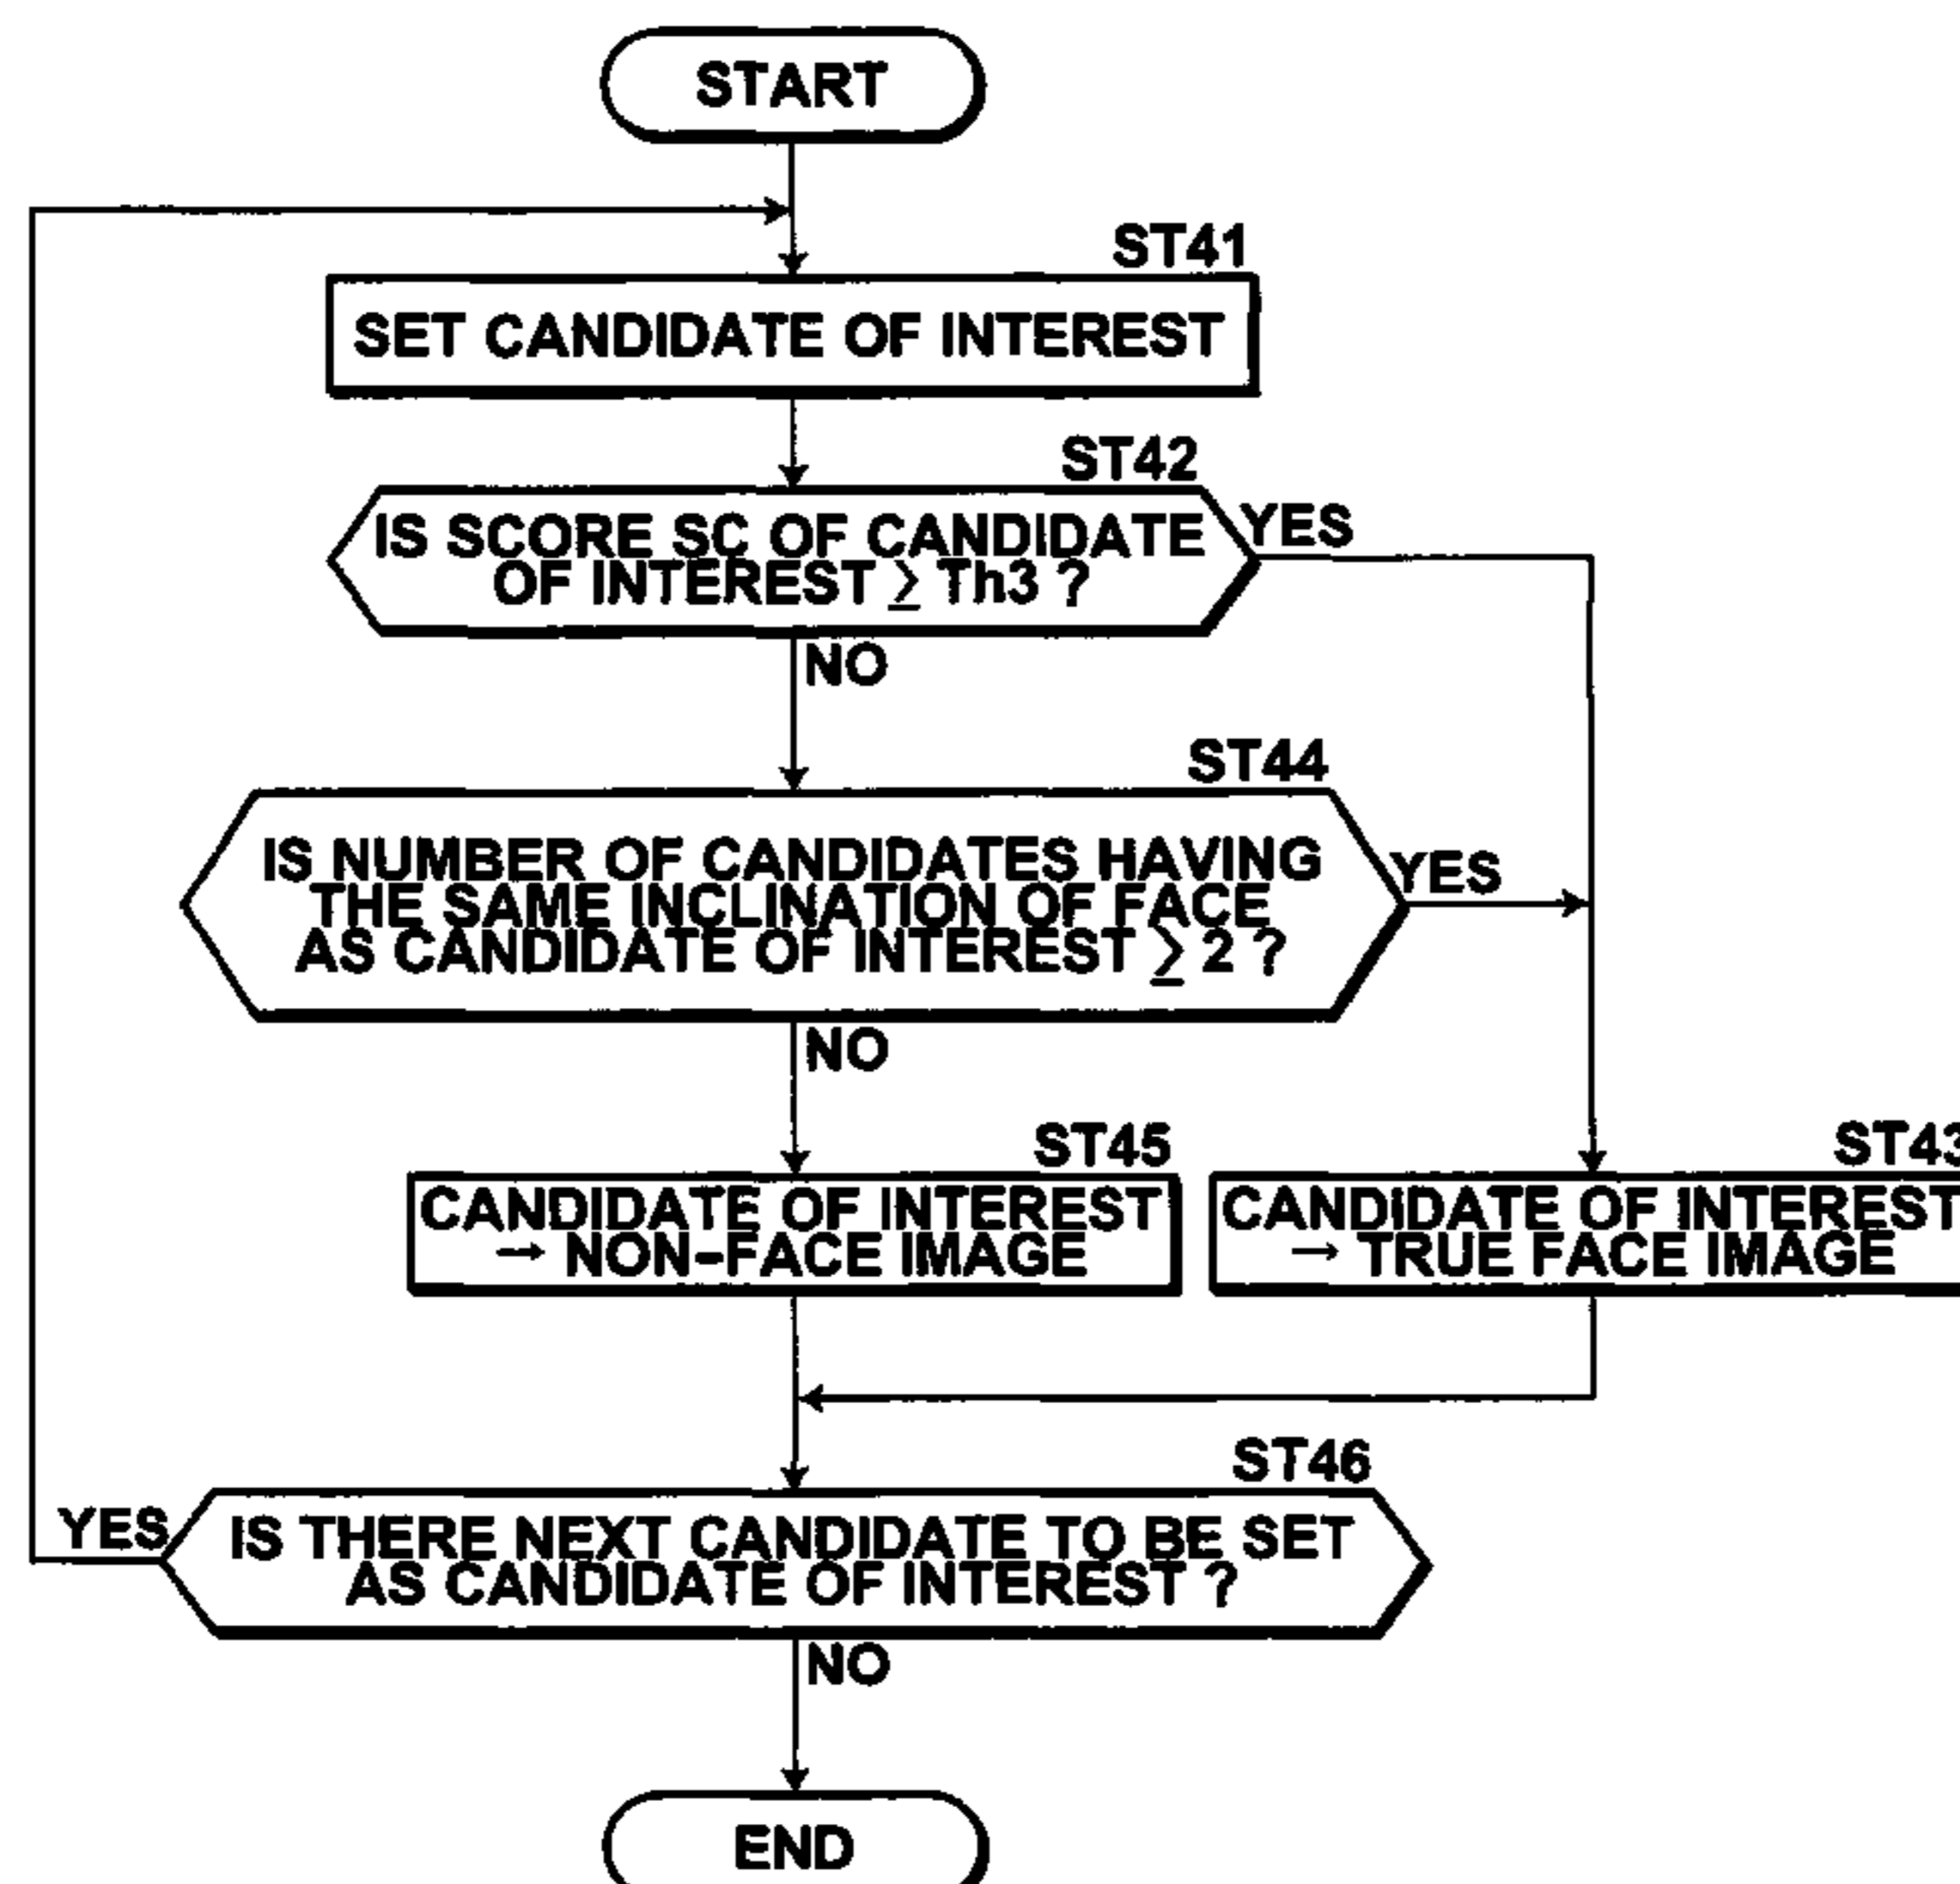 START
ST41
SET CANDIDATE OF INTEREST
ST42
IS SCORE SC OF CANDIDATE
OF INTEREST ≧ Th3 ?
YES
NO
ST44
IS NUMBER OF CANDIDATES HAVING
THE SAME INCLINATION OF FACE
AS CANDIDATE OF INTEREST ≧ 2 ?
YES
NO
ST45
CANDIDATE OF INTEREST
→ NON-FACE IMAGE
ST43
CANDIDATE OF INTEREST
→ TRUE FACE IMAGE
ST46
IS THERE NEXT CANDIDATE TO BE SET
AS CANDIDATE OF INTEREST ?
YES
NO
END